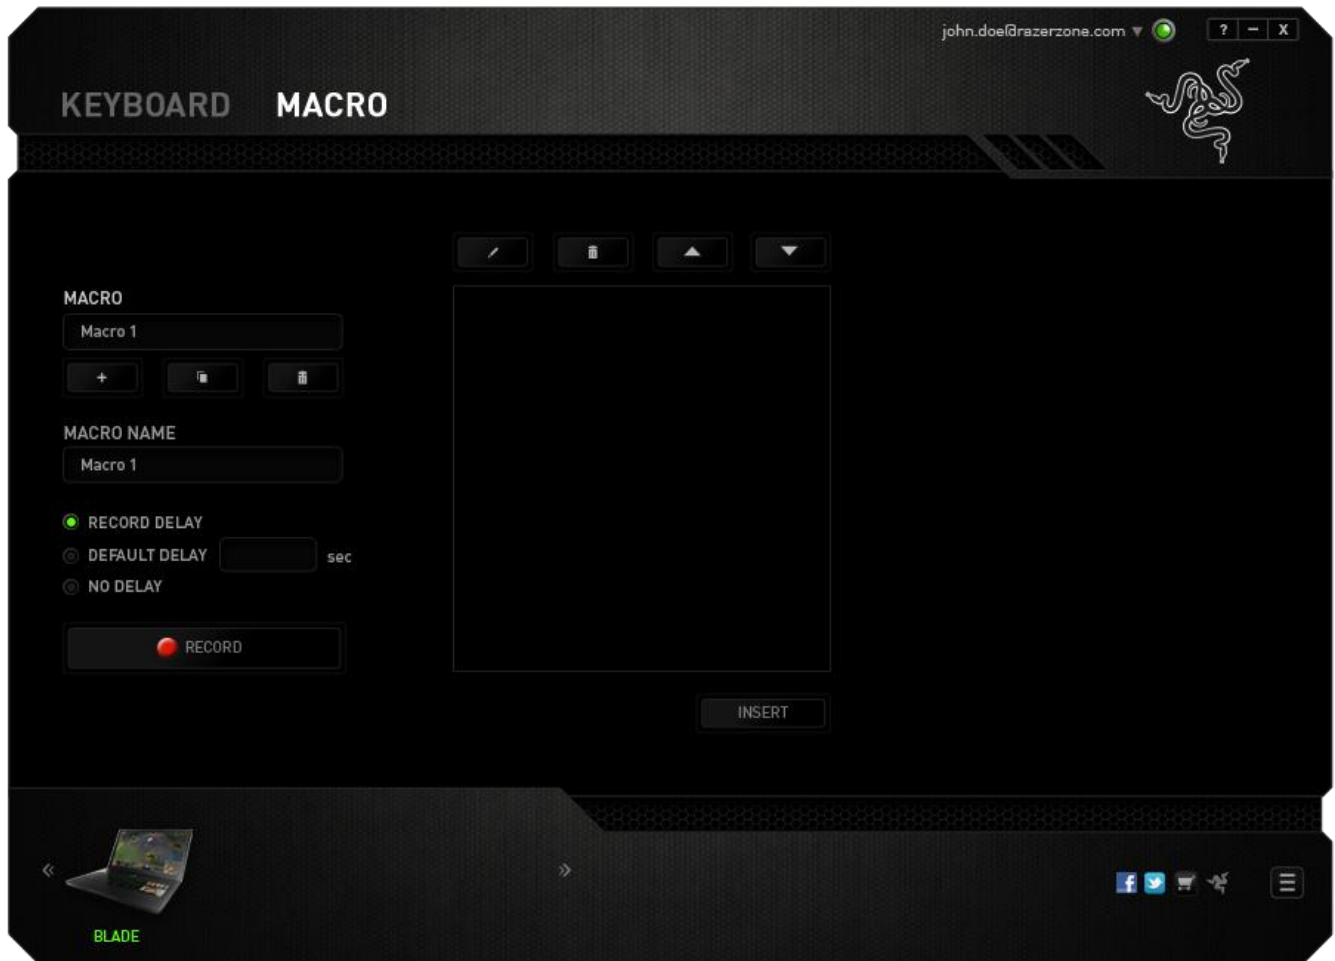 john.doe@razerzone.com
? - X
KEYBOARD MACRO
MACRO
Macro 1
+
MACRO NAME
Macro 1
RECORD DELAY
DEFAULT DELAY sec
NO DELAY
RECORD
INSERT
« »
BLADE